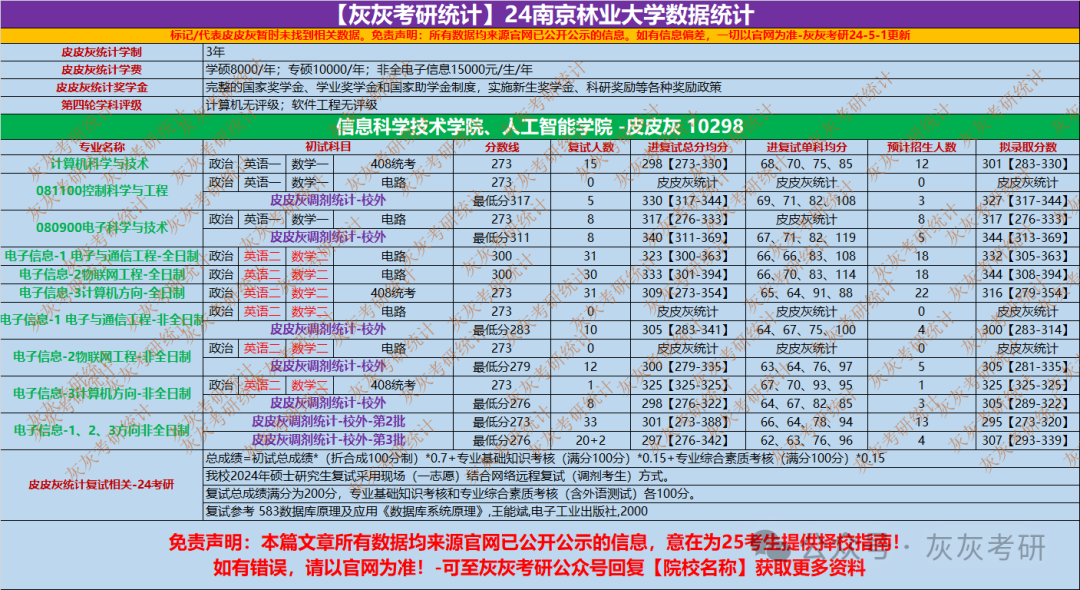 【灰灰考研统计】24南京林业大学数据统计
标记/代表皮皮灰暂时未找到相关数据。免责声明：所有数据均来源官网已公开公示的信息。如有信息偏差，一切以官网为准-灰灰考研24-5-1更新
皮皮灰统计学制 3年
皮皮灰统计学费 学硕8000/年；专硕10000/年；非全电子信息15000元/生/年
皮皮灰统计奖学金 完整的国家奖学金、学业奖学金和国家助学金制度，实施新生奖学金、科研奖励等各种奖励政策
第四轮学科评级 计算机无评级；软件工程无评级
信息科学技术学院、人工智能学院 -皮皮灰 10298
专业名称 初试科目 分数线 复试人数 进复试总分均分 进复试单科均分 预计招生人数 拟录取分数
计算机科学与技术 政治 英语一 数学一 408统考 273 15 298【273-330】 68、70、75、85 12 301【283-330】
081100控制科学与工程 政治 英语一 数学一 电路 273 0 皮皮灰统计 皮皮灰统计 0 皮皮灰统计
皮皮灰调剂统计-校外 最低分317 5 330【317-344】 69、71、82、108 3 327【317-344】
080900电子科学与技术 政治 英语一 数学一 电路 273 8 317【276-333】 皮皮灰统计 8 317【276-333】
皮皮灰调剂统计-校外 最低分311 8 340【311-369】 67、71、82、119 5 344【313-369】
电子信息-1 电子与通信工程-全日制 政治 英语二 数学二 电路 300 31 323【300-363】 66、66、83、108 18 332【305-363】
电子信息-2物联网工程-全日制 政治 英语二 数学二 电路 300 30 333【301-394】 66、70、83、114 18 344【308-394】
电子信息-3计算机方向-全日制 政治 英语二 数学二 408统考 273 31 309【273-354】 65、64、91、88 22 316【279-354】
电子信息-1 电子与通信工程-非全日制 政治 英语二 数学二 电路 273 0 皮皮灰统计 皮皮灰统计 0 皮皮灰统计
皮皮灰调剂统计-校外 最低分283 10 305【283-341】 64、67、75、100 4 300【283-314】
电子信息-2物联网工程-非全日制 政治 英语二 数学二 电路 273 0 皮皮灰统计 皮皮灰统计 0 皮皮灰统计
皮皮灰调剂统计-校外 最低分279 12 300【279-335】 63、64、76、97 5 305【281-335】
电子信息-3计算机方向-非全日制 政治 英语二 数学二 408统考 273 1 325【325-325】 67、70、93、95 1 325【325-325】
皮皮灰调剂统计-校外 最低分276 8 298【276-322】 64、67、82、85 3 305【289-322】
电子信息-1、2、3方向非全日制 皮皮灰调剂统计-校外-第2批 最低分273 33 301【273-388】 66、64、78、94 13 295【273-320】
皮皮灰调剂统计-校外-第3批 最低分276 20+2 297【276-342】 62、63、76、96 4 307【293-339】
皮皮灰统计复试相关-24考研 总成绩=初试总成绩*（折合成100分制）*0.7+专业基础知识考核（满分100分）*0.15+专业综合素质考核（满分100分）*0.15
我校2024年硕士研究生复试采用现场（一志愿）结合网络远程复试（调剂考生）方式。
复试总成绩满分为200分，专业基础知识考核和专业综合素质考核（含外语测试）各100分。
复试参考 583数据库原理及应用《数据库系统原理》,王能斌,电子工业出版社,2000
免责声明：本篇文章所有数据均来源官网已公开公示的信息，意在为25考生提供择校指南！
如有错误，请以官网为准！-可至灰灰考研公众号回复【院校名称】获取更多资料
公众号·灰灰考研